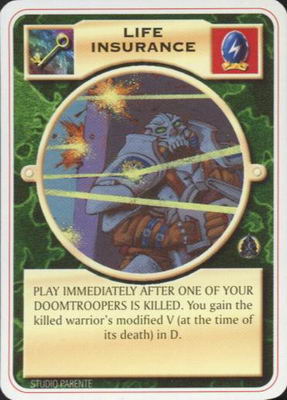 LIFE
INSURANCE
PLAY IMMEDIATELY AFTER ONE OF YOUR
DOOMTROOPERS IS KILLED. You gain the
killed warrior's modified V (at the time of
its death) in D.
STUDIO PARENTE